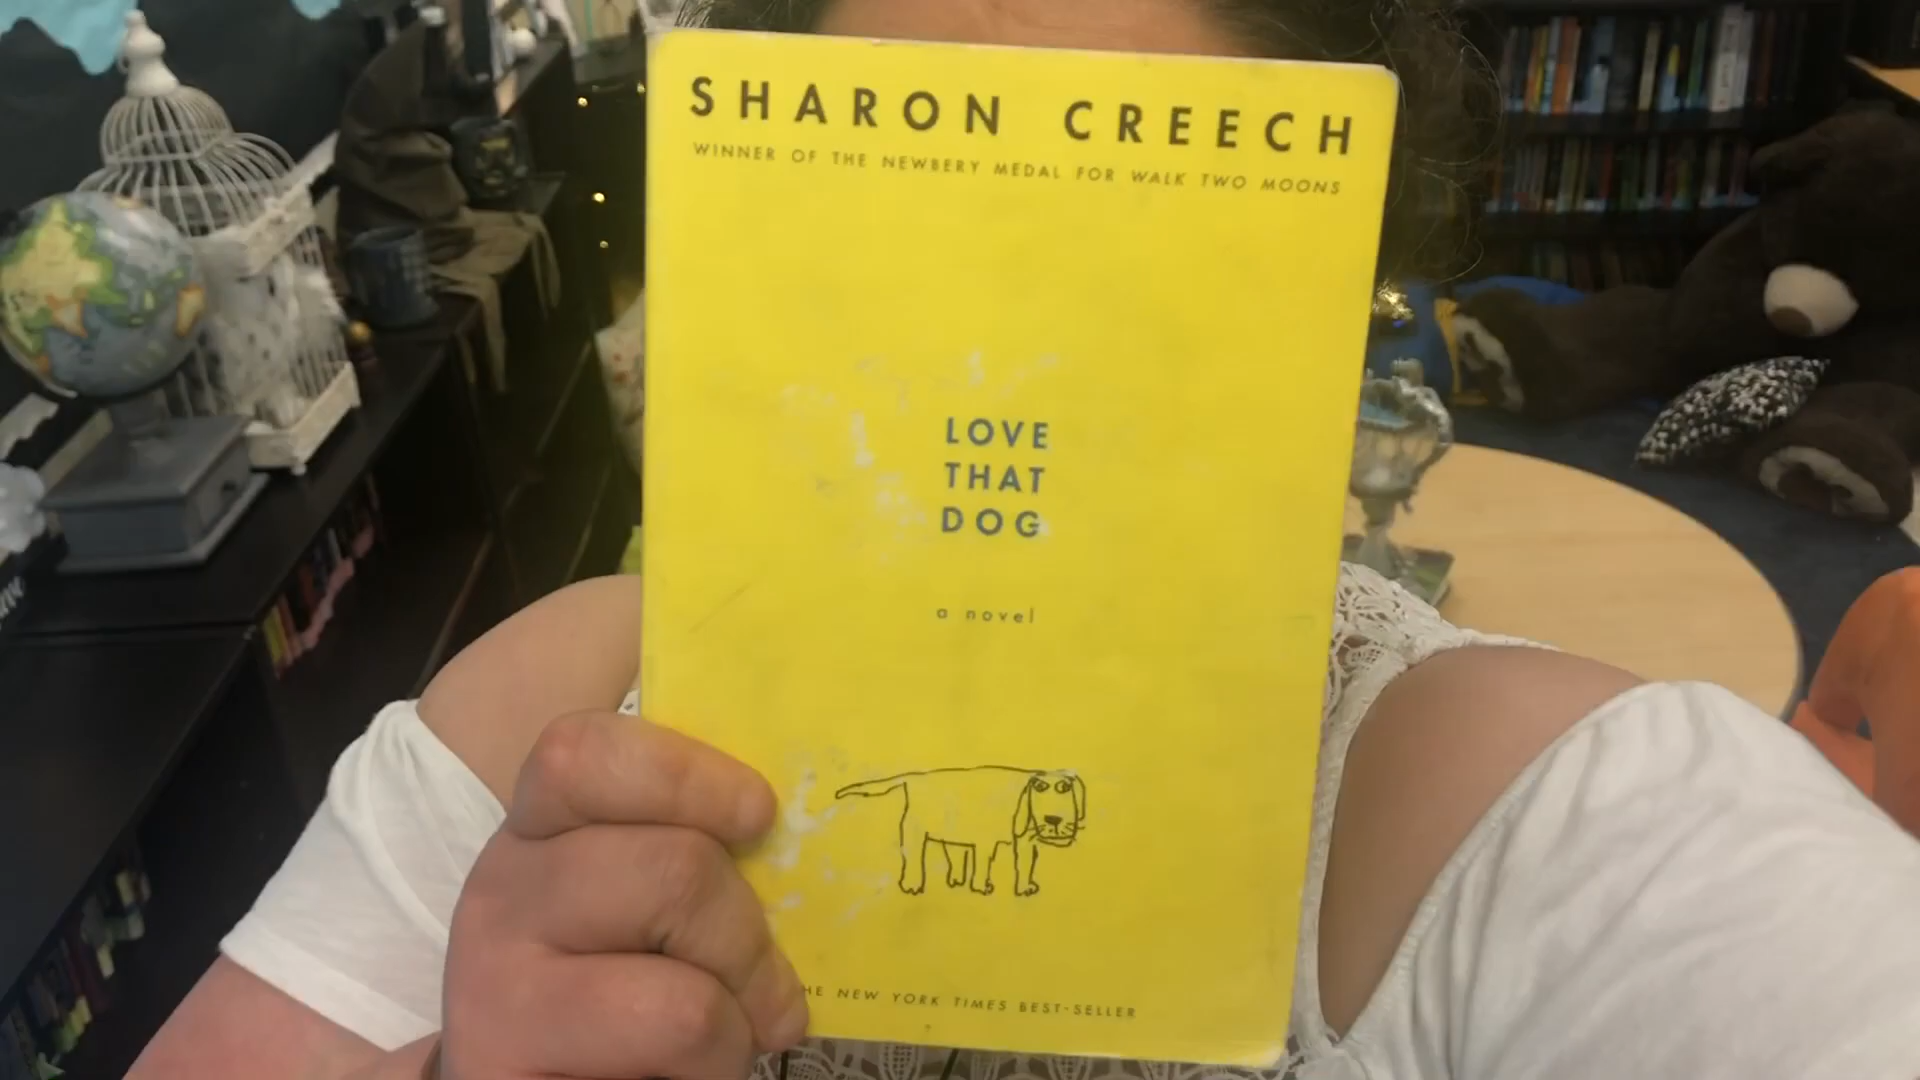 SHARON CREECH
WINNER OF THE NEWBERY MEDAL FOR WALK TWO MOONS
LOVE
THAT
DOG
a novel
NEW YORK TIMES BEST-SELLER